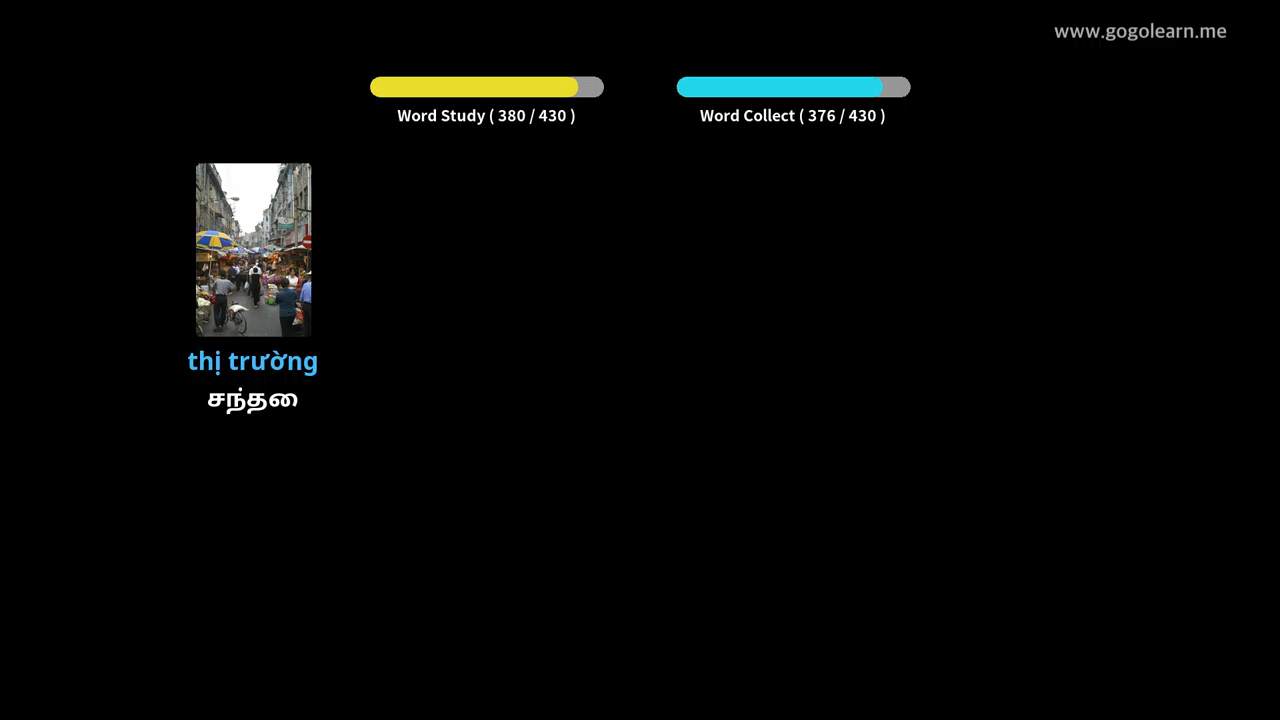 www.gogolearn.me
Word Study ( 380 / 430 )
Word Collect ( 376 / 430 )
thị trường
சந்தை